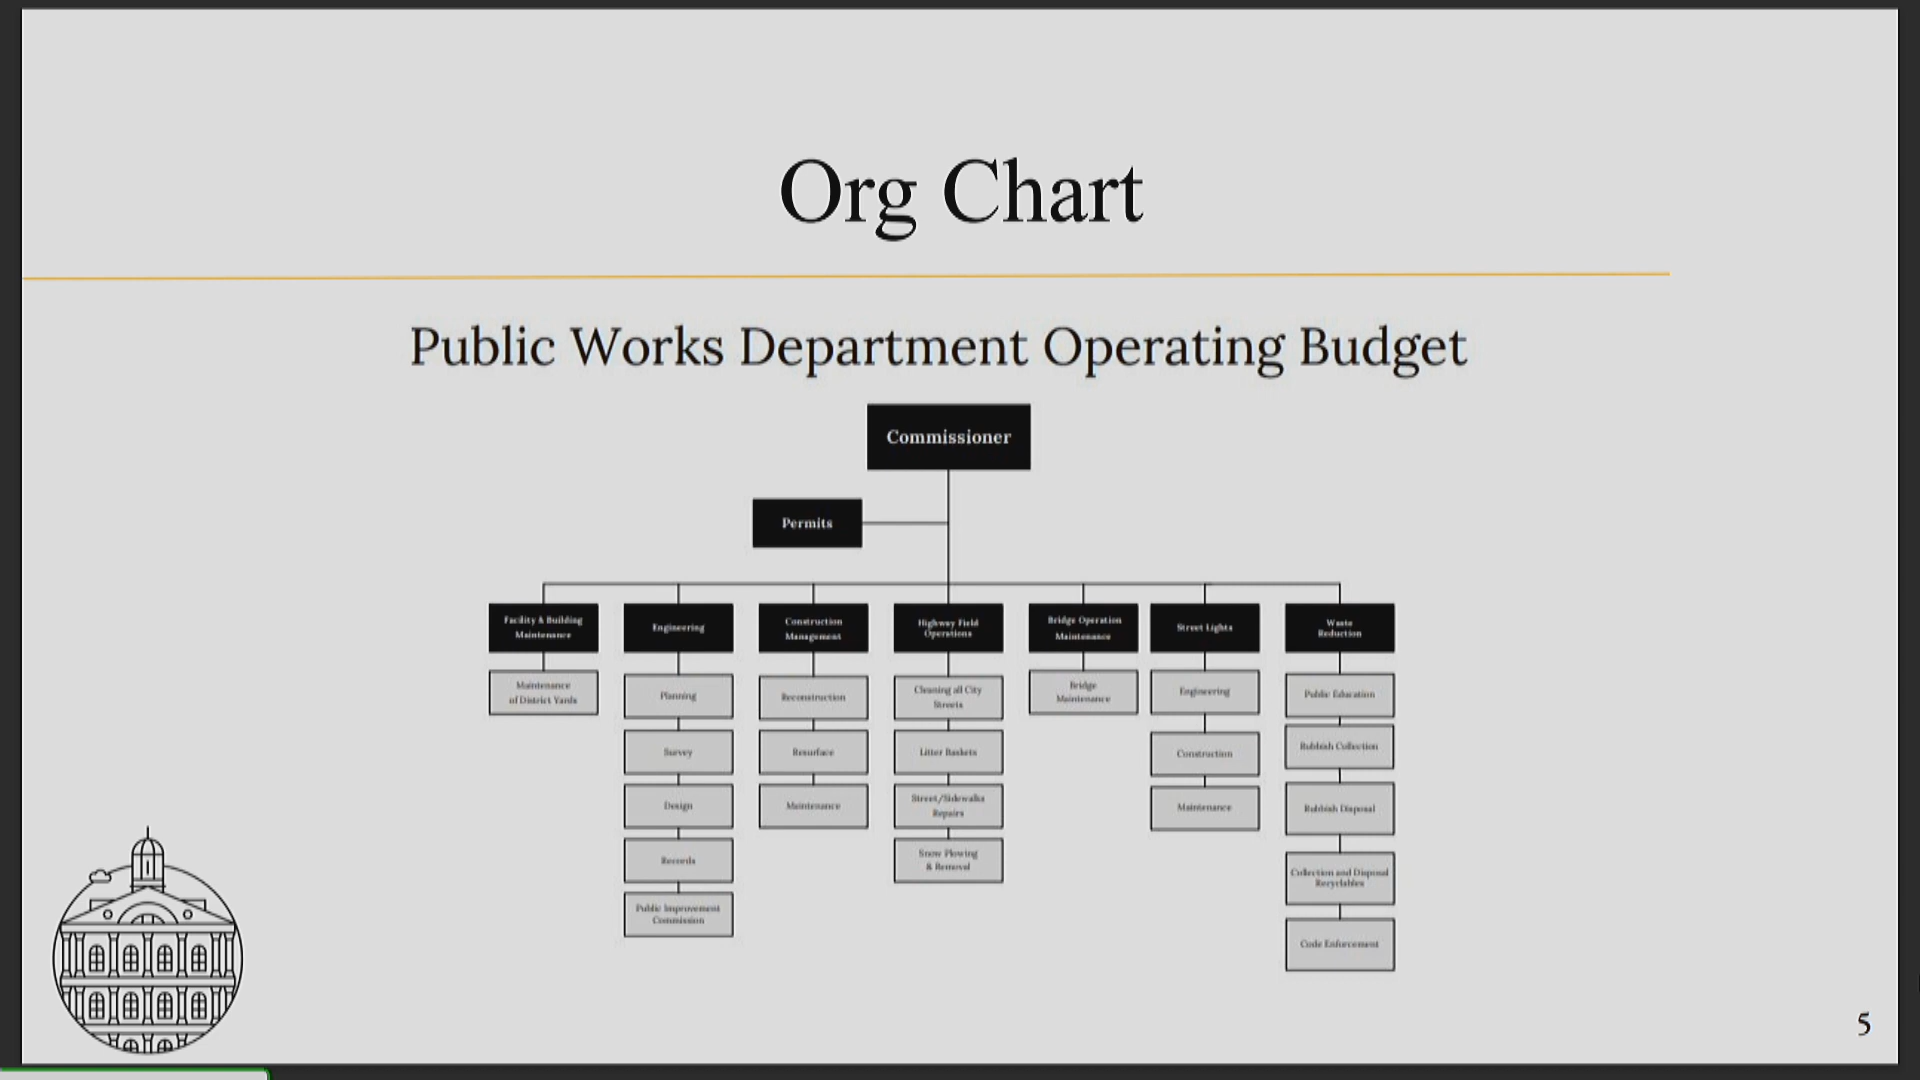 Org Chart
Public Works Department Operating Budget
Commissioner
Permits
Facility & Building
Maintenance
Engineering
Construction
Management
Highway Field
Operations
Bridge Operation
Maintenance
Street Lights
Waste
Reduction
Maintenance
of District Yards
Planning
Survey
Design
Records
Public Improvement
Commission
Reconstruction
Resurface
Maintenance
Cleaning all City
Streets
Litter Baskets
Street/Sidewalks
Repairs
Snow Plowing
& Removal
Bridge
Maintenance
Engineering
Construction
Maintenance
Public Education
Rubbish Collection
Rubbish Disposal
Collection and Disposal
Recyclables
Code Enforcement
5